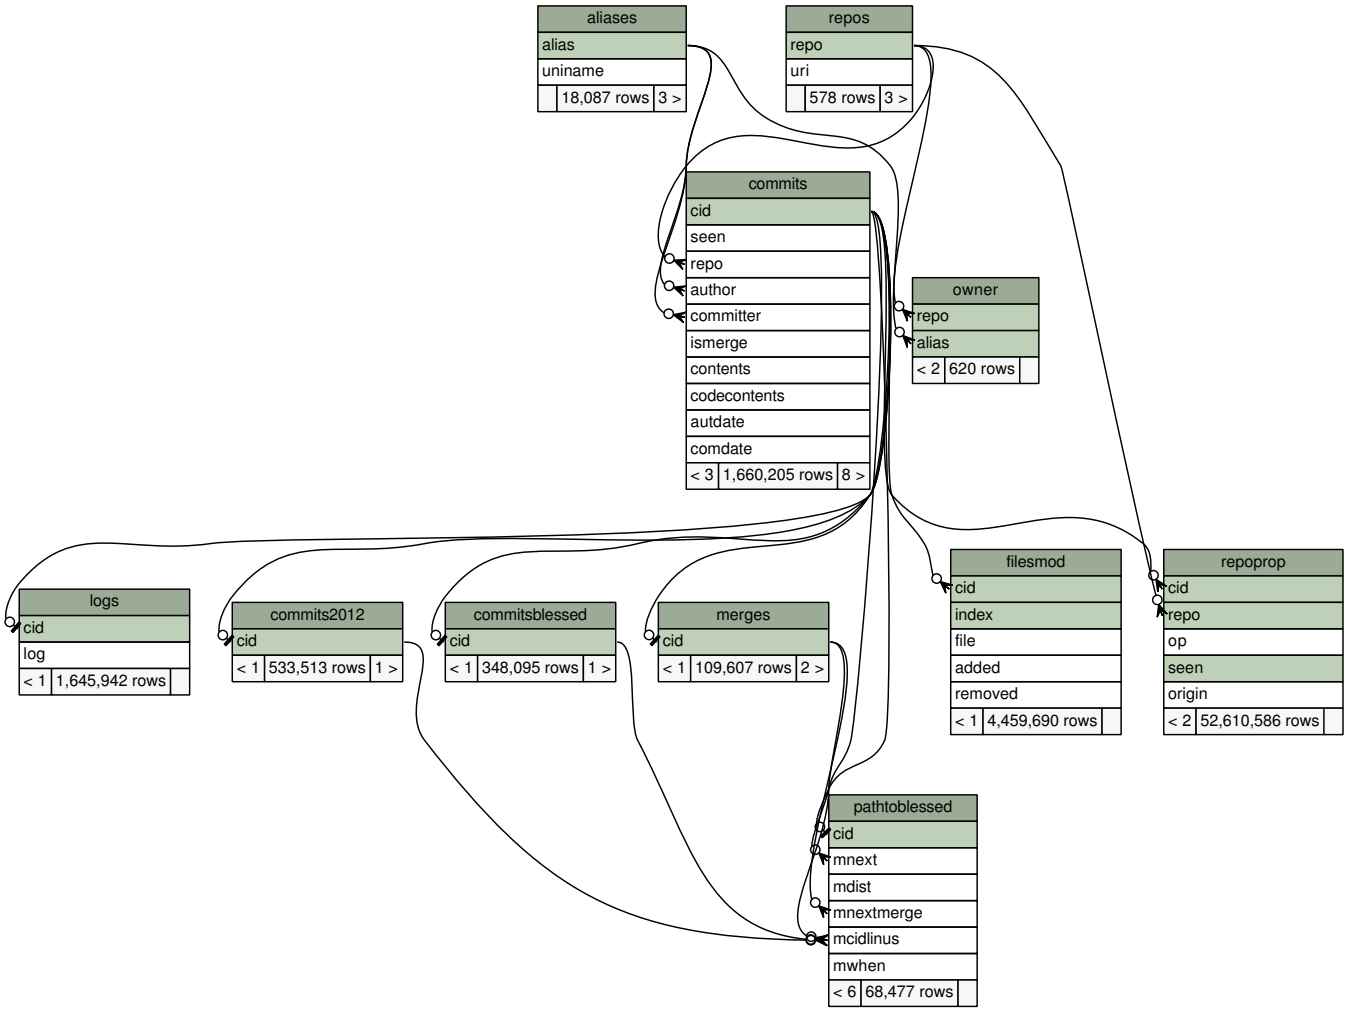 aliases
alias
uniname
18,087 rows 3 >
repos
repo
uri
578 rows 3 >
commits
cid
seen
repo
author
committer
ismerge
contents
codecontents
autdate
comdate
< 3 1,660,205 rows 8 >
owner
repo
alias
< 2 620 rows
logs
cid
log
< 1 1,645,942 rows
commits2012
cid
< 1 533,513 rows 1 >
commitsblessed
cid
< 1 348,095 rows 1 >
merges
cid
< 1 109,607 rows 2 >
filesmod
cid
index
file
added
removed
< 1 4,459,690 rows
repoprop
cid
repo
op
seen
origin
< 2 52,610,586 rows
pathtoblessed
cid
mnext
mdist
mnextmerge
mcidlinus
mwhen
< 6 68,477 rows